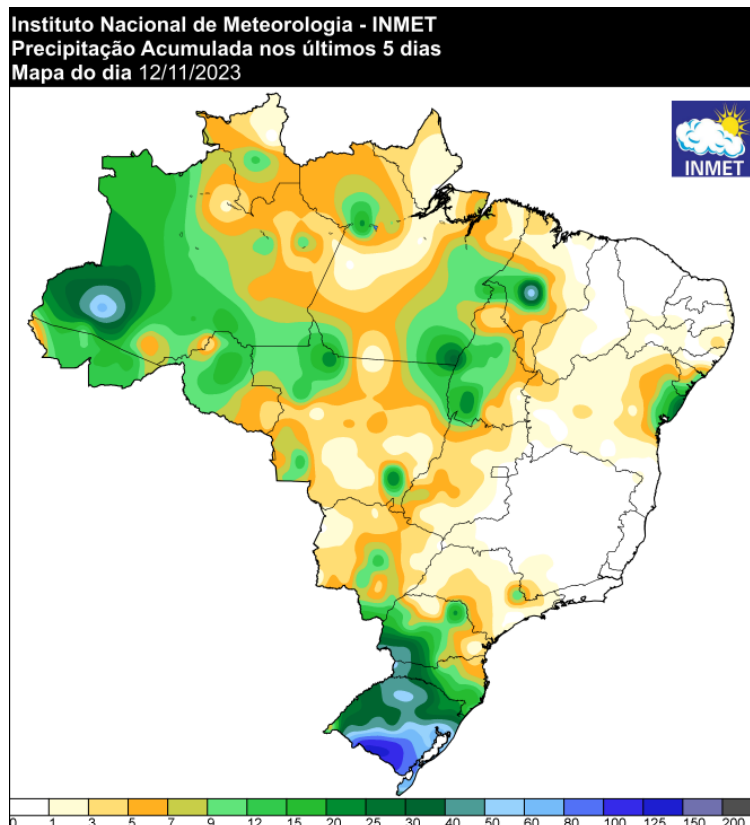 Instituto Nacional de Meteorologia - INMET
Precipitação Acumulada nos últimos 5 dias
Mapa do dia 12/11/2023
INMET
0 1 3 5 7 9 12 15 20 25 30 40 50 60 80 100 125 150 200